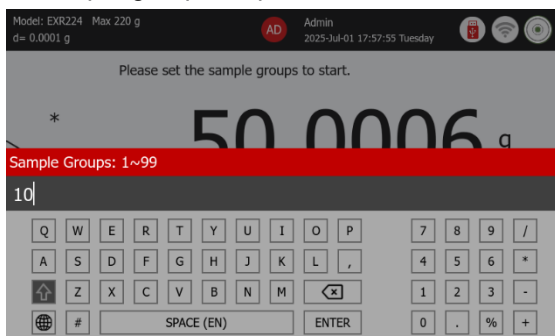 Model: EXR224 Max 220 g
d= 0.0001 g
AD
Admin
2025-Jul-01 17:57:55 Tuesday
Please set the sample groups to start.
*
50.0006 g
Sample Groups: 1~99
10
Q W E R T Y U I O P 7 8 9 /
A S D F G H J K L , 4 5 6 *
Z X C V B N M 1 2 3 -
# SPACE (EN) ENTER 0 . % +